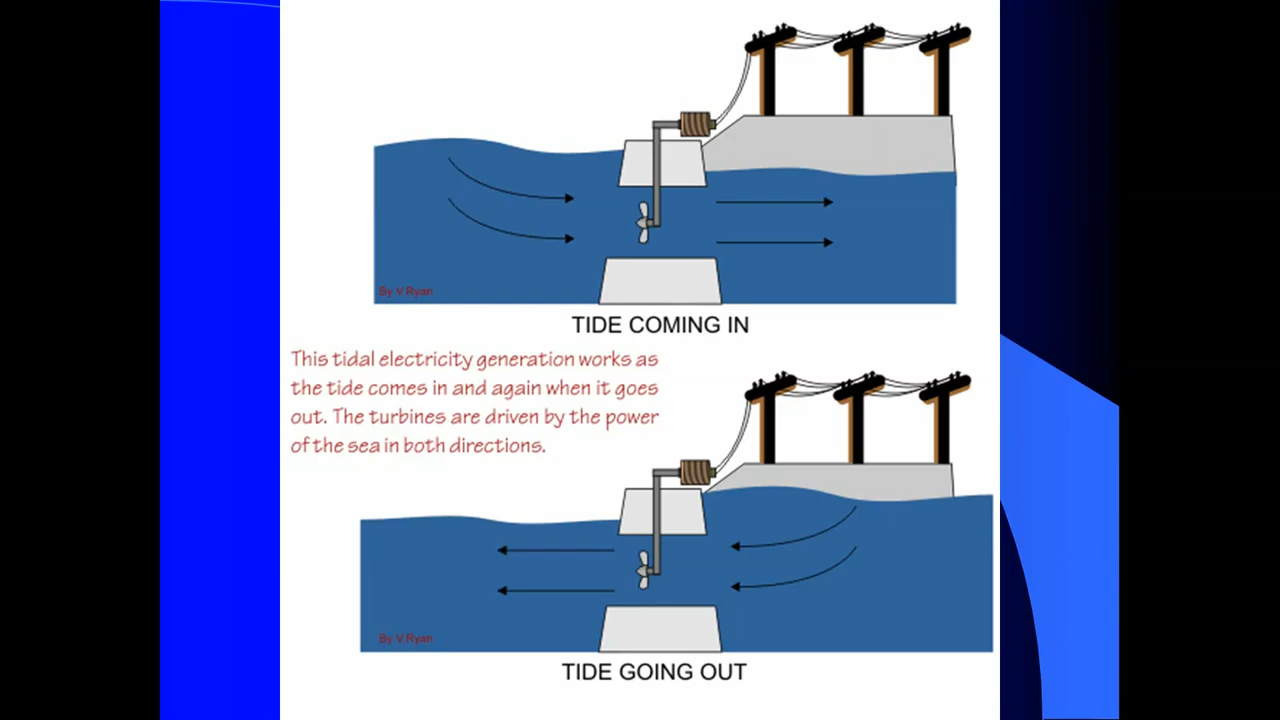 By V.Ryan
TIDE COMING IN
This tidal electricity generation works as
the tide comes in and again when it goes
out. The turbines are driven by the power
of the sea in both directions.
By V.Ryan
TIDE GOING OUT